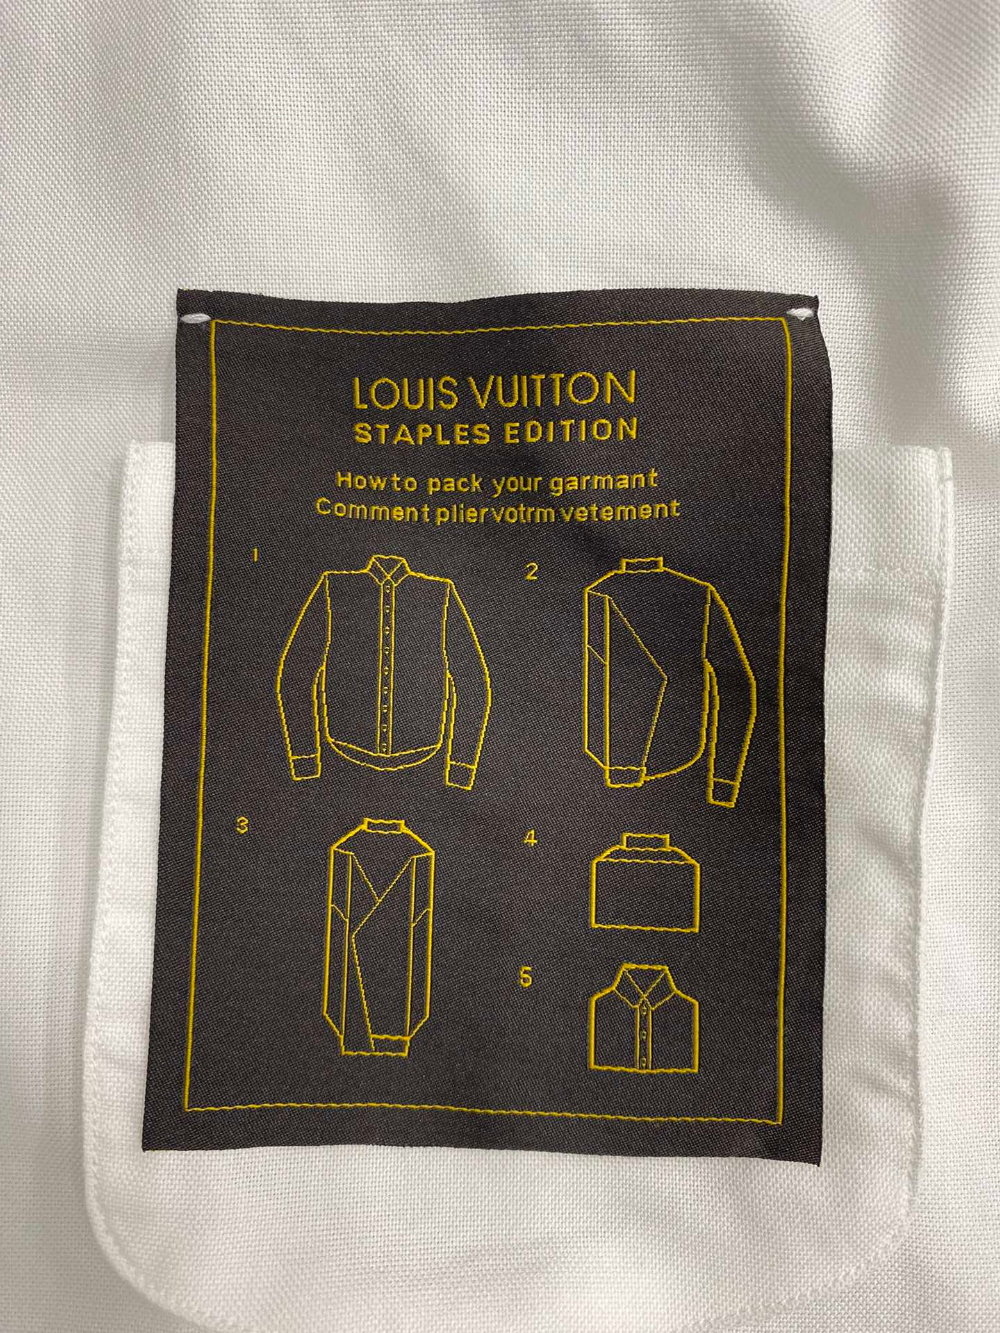 LOUIS VUITTON
STAPLES EDITION
How to pack your garmant
Comment plier votrm vetement
1
2
3
4
5